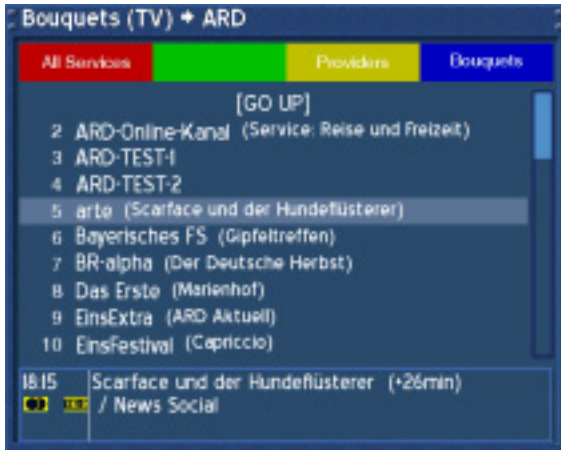 Bouquets (TV) → ARD
All Services Providers Bouquets
[GO UP]
2 ARD-Online-Kanal (Service: Reise und Freizeit)
3 ARD-TEST-1
4 ARD-TEST-2
5 arte (Scarface und der Hundeflüsterer)
6 Bayerisches FS (Gipfeltreffen)
7 BR-alpha (Der Deutsche Herbst)
8 Das Erste (Marienhof)
9 EinsExtra (ARD Aktuell)
10 EinsFestival (Capriccio)
18:15 Scarface und der Hundeflüsterer (+26min)
/ News Social